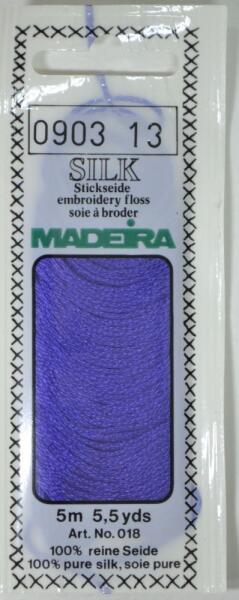 0903 13
SILK
Stickseide
embroidery floss
soie à broder
MADEIRA
5m 5,5 yds
Art. No. 018
100% reine Seide
100% pure silk, soie pure